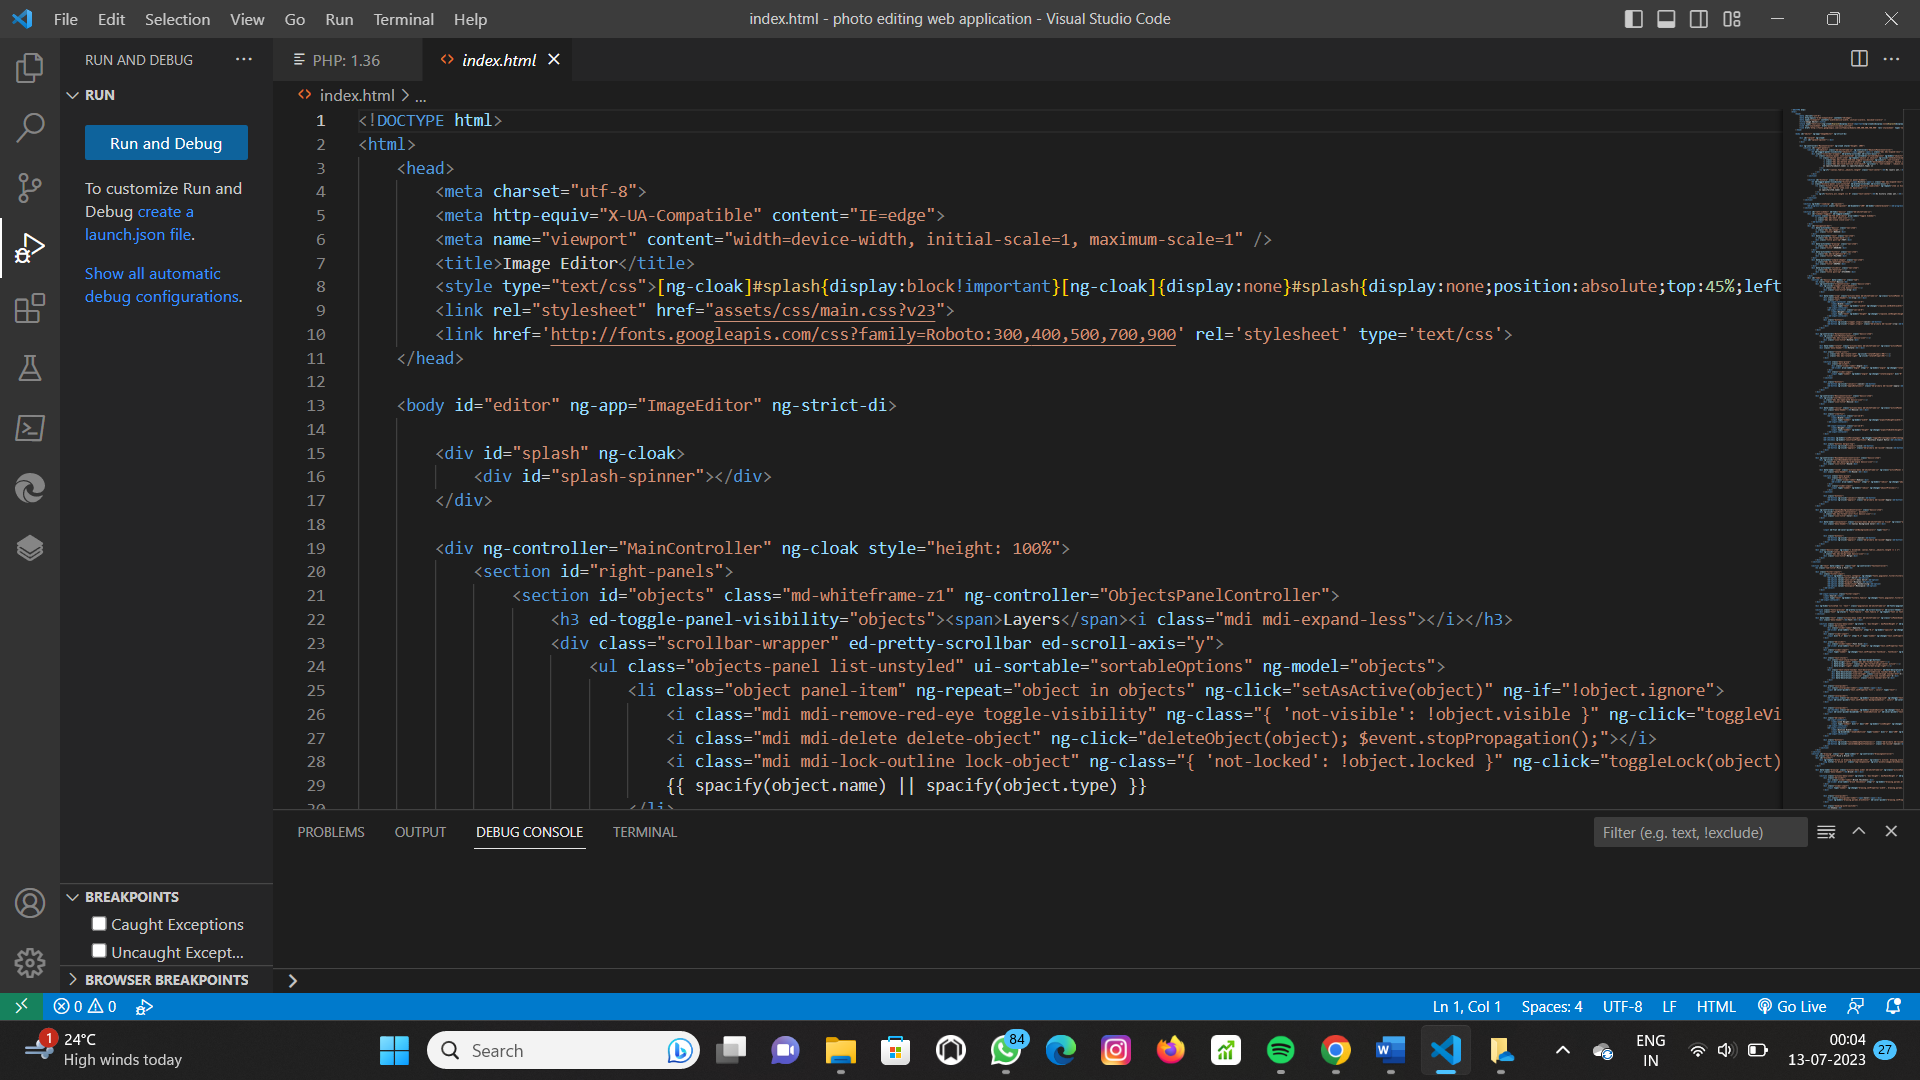 File Edit Selection View Go Run Terminal Help
index.html - photo editing web application - Visual Studio Code
RUN AND DEBUG
PHP: 1.36
index.html
RUN
index.html > ...
Run and Debug
To customize Run and
Debug create a
launch.json file.
Show all automatic
debug configurations.
1 <!DOCTYPE html>
2 <html>
3 <head>
4 <meta charset="utf-8">
5 <meta http-equiv="X-UA-Compatible" content="IE=edge">
6 <meta name="viewport" content="width=device-width, initial-scale=1, maximum-scale=1" />
7 <title>Image Editor</title>
8 <style type="text/css">[ng-cloak]#splash{display:block!important}[ng-cloak]{display:none}#splash{display:none;position:absolute;top:45%;left
9 <link rel="stylesheet" href="assets/css/main.css?v23">
10 <link href='http://fonts.googleapis.com/css?family=Roboto:300,400,500,700,900' rel='stylesheet' type='text/css'>
11 </head>
12
13 <body id="editor" ng-app="ImageEditor" ng-strict-di>
14
15 <div id="splash" ng-cloak>
16 <div id="splash-spinner"></div>
17 </div>
18
19 <div ng-controller="MainController" ng-cloak style="height: 100%">
20 <section id="right-panels">
21 <section id="objects" class="md-whiteframe-z1" ng-controller="ObjectsPanelController">
22 <h3 ed-toggle-panel-visibility="objects"><span>Layers</span><i class="mdi mdi-expand-less"></i></h3>
23 <div class="scrollbar-wrapper" ed-pretty-scrollbar ed-scroll-axis="y">
24 <ul class="objects-panel list-unstyled" ui-sortable="sortableOptions" ng-model="objects">
25 <li class="object panel-item" ng-repeat="object in objects" ng-click="setAsActive(object)" ng-if="!object.ignore">
26 <i class="mdi mdi-remove-red-eye toggle-visibility" ng-class="{ 'not-visible': !object.visible }" ng-click="toggleVi
27 <i class="mdi mdi-delete delete-object" ng-click="deleteObject(object); $event.stopPropagation();"></i>
28 <i class="mdi mdi-lock-outline lock-object" ng-class="{ 'not-locked': !object.locked }" ng-click="toggleLock(object)
29 {{ spacify(object.name) || spacify(object.type) }}
30 </li>
PROBLEMS OUTPUT DEBUG CONSOLE TERMINAL
Filter (e.g. text, !exclude)
BREAKPOINTS
Caught Exceptions
Uncaught Except...
BROWSER BREAKPOINTS
0 0
Ln 1, Col 1 Spaces: 4 UTF-8 LF HTML Go Live
1
24°C
High winds today
Search
84
ENG
IN
00:04
13-07-2023
27